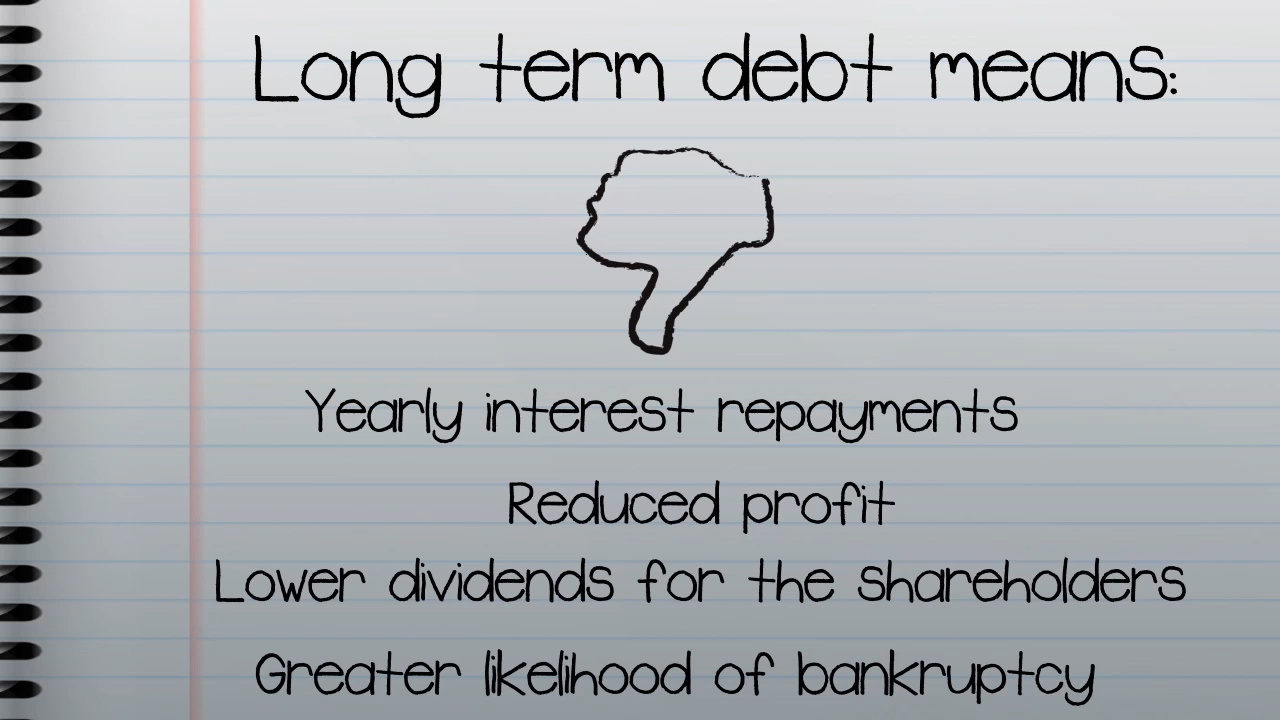 Long term debt means:
Yearly interest repayments
Reduced profit
Lower dividends for the shareholders
Greater likelihood of bankruptcy